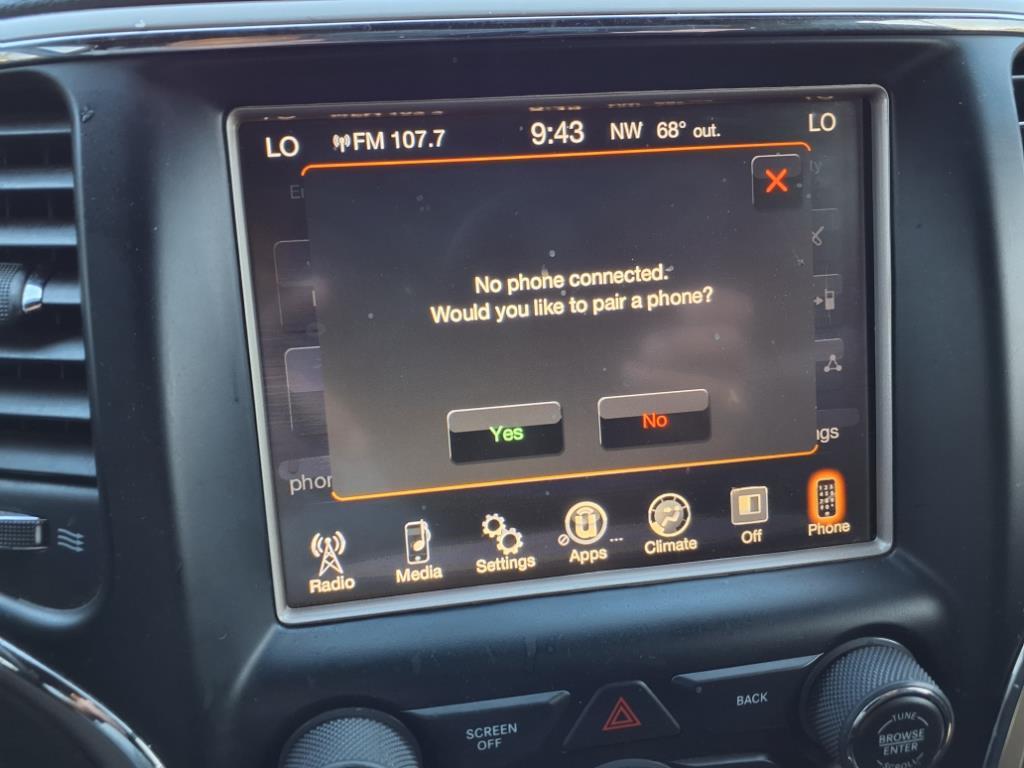 LO FM 107.7 9:43 NW 68° out. LO
No phone connected.
Would you like to pair a phone?
Yes No
Radio Media Settings Apps Climate Off Phone
SCREEN
OFF
BACK
TUNE
BROWSE
ENTER
SCROLL